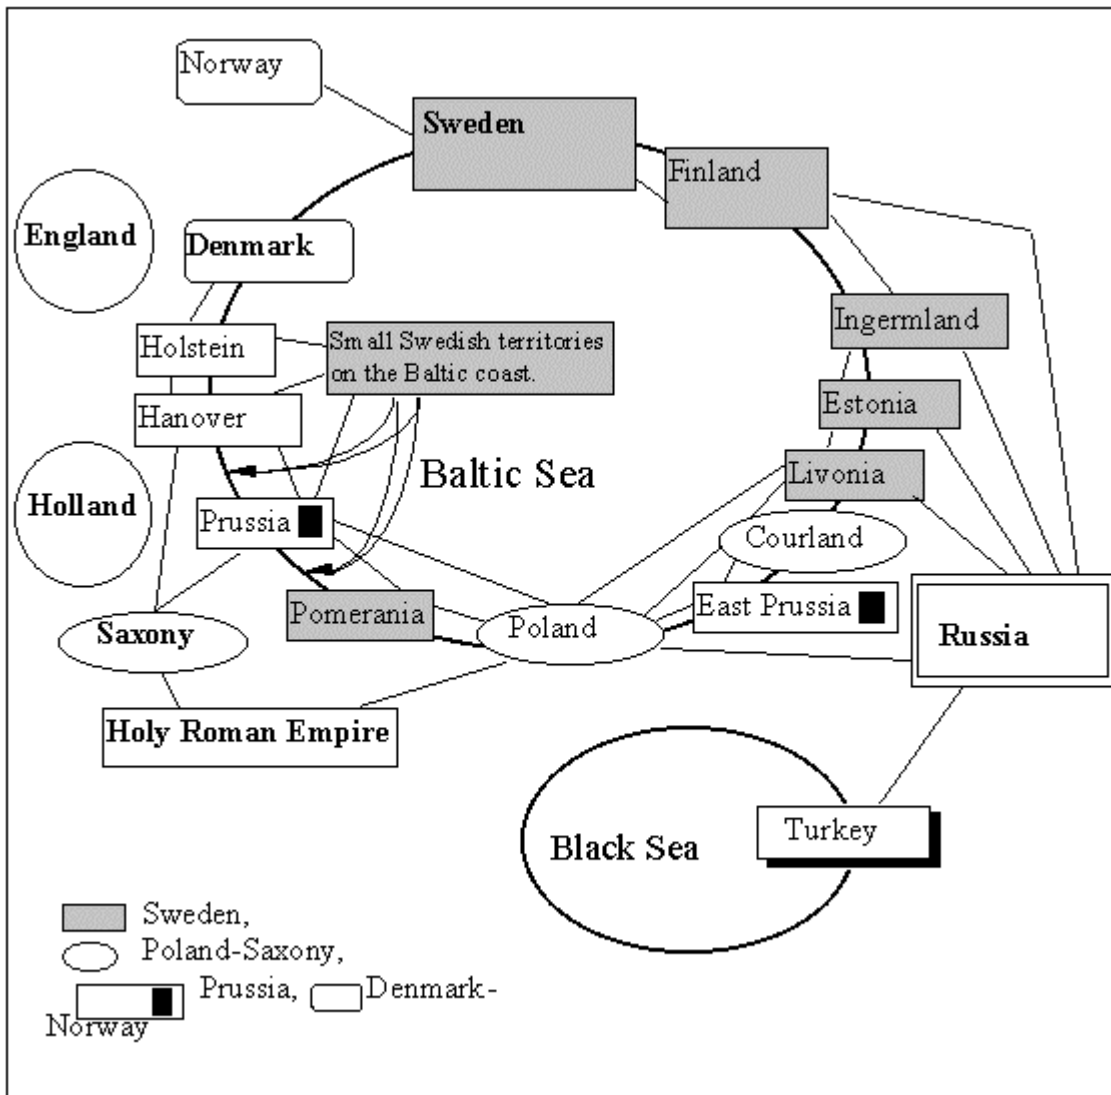 Norway
Sweden
Finland
England
Denmark
Ingermland
Holstein
Small Swedish territories
on the Baltic coast.
Hanover
Estonia
Baltic Sea
Livonia
Holland
Prussia
Courland
Pomerania
East Prussia
Saxony
Poland
Russia
Holy Roman Empire
Black Sea
Turkey
Sweden,
Poland-Saxony,
Prussia,
Denmark-
Norway